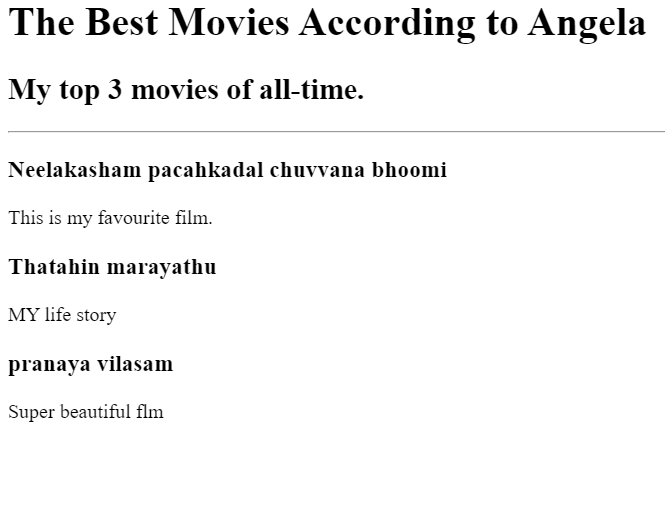 The Best Movies According to Angela
My top 3 movies of all-time.
Neelakasham pacahkadal chuvvana bhoomi
This is my favourite film.
Thatahin marayathu
MY life story
pranaya vilasam
Super beautiful flm